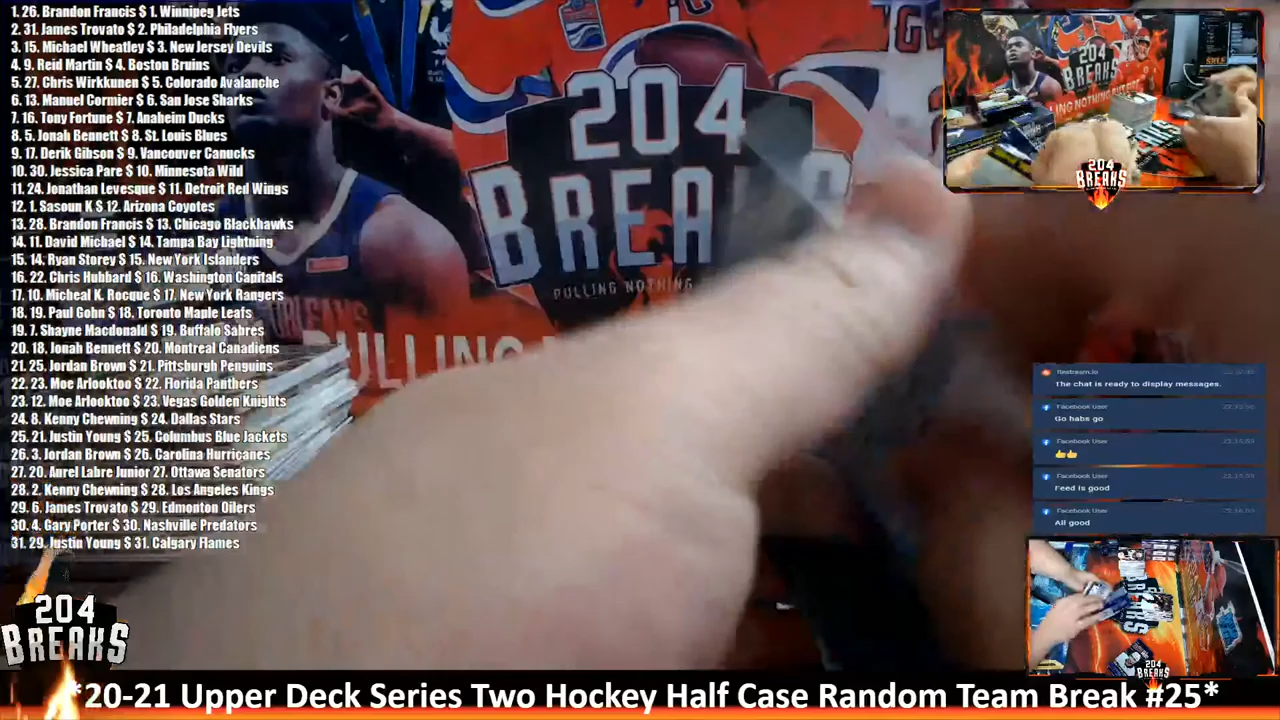 1. 26. Brandon Francis $ 1. Winnipeg Jets
2. 31. James Trovato $ 2. Philadelphia Flyers
3. 15. Michael Wheatley $ 3. New Jersey Devils
4. 9. Reid Martin $ 4. Boston Bruins
5. 27. Chris Wirkkunen $ 5. Colorado Avalanche
6. 13. Manuel Cormier $ 6. San Jose Sharks
7. 16. Tony Fortune $ 7. Anaheim Ducks
8. 5. Jonah Bennett $ 8. St. Louis Blues
9. 17. Derik Gibson $ 9. Vancouver Canucks
10. 30. Jessica Pare $ 10. Minnesota Wild
11. 24. Jonathan Levesque $ 11. Detroit Red Wings
12. 1. Sasoun K $ 12. Arizona Coyotes
13. 28. Brandon Francis $ 13. Chicago Blackhawks
14. 11. David Michael $ 14. Tampa Bay Lightning
15. 14. Ryan Storey $ 15. New York Islanders
16. 22. Chris Hubbard $ 16. Washington Capitals
17. 10. Micheal K. Rocque $ 17. New York Rangers
18. 19. Paul Gohn $ 18. Toronto Maple Leafs
19. 7. Shayne Macdonald $ 19. Buffalo Sabres
20. 18. Jonah Bennett $ 20. Montreal Canadiens
21. 25. Jordan Brown $ 21. Pittsburgh Penguins
22. 23. Moe Arlooktoo $ 22. Florida Panthers
23. 12. Moe Arlooktoo $ 23. Vegas Golden Knights
24. 8. Kenny Chewning $ 24. Dallas Stars
25. 21. Justin Young $ 25. Columbus Blue Jackets
26. 3. Jordan Brown $ 26. Carolina Hurricanes
27. 20. Anrel Labre Junior 27. Ottawa Senators
28. 2. Kenny Chewning $ 28. Los Angeles Kings
29. 6. James Trovato $ 29. Edmonton Oilers
30. 4. Gary Porter $ 30. Nashville Predators
31. 29. Justin Young $ 31. Calgary Flames
204
BREA
PULLING NOTHING
PULLING
204
BREAKS
204
BREAKS
Restream.io
The chat is ready to display messages.
Facebook User
Go habs go
Facebook User
👍👍
Facebook User
Feed is good
Facebook User
All good
BREAKS
204
BREAKS
204
BREAKS
*20-21 Upper Deck Series Two Hockey Half Case Random Team Break #25*